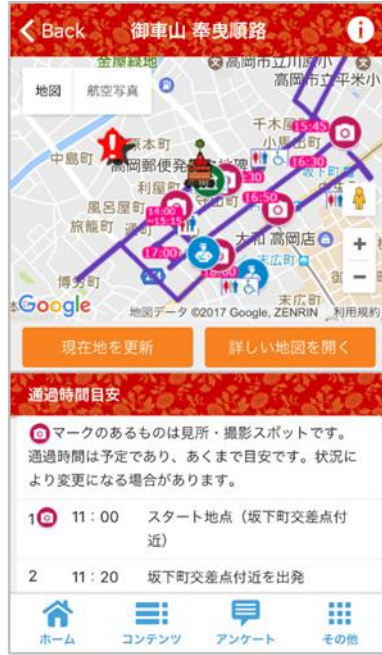 Back
御車山 奉曳順路
i
金屋緑地
高岡市立川原小
高岡市立平米小
地図
航空写真
千木屋
15:45
小馬出町
本町
中島町
高岡郵便発
16:30
坂下町
利屋町
:30
風呂屋町
守山町
16:50
14:00
~15:15
旅籠町
大和 高岡店
17:00
末広町
18:00
博労町
末広町
Google
地図データ ©2017 Google, ZENRIN
利用規約
現在地を更新
詳しい地図を開く
通過時間目安
マークのあるものは見所・撮影スポットです。
通過時間は予定であり、あくまで目安です。状況に
より変更になる場合があります。
1 11：00 スタート地点（坂下町交差点付
近）
2 11：20 坂下町交差点付近を出発
ホーム
コンテンツ
アンケート
その他